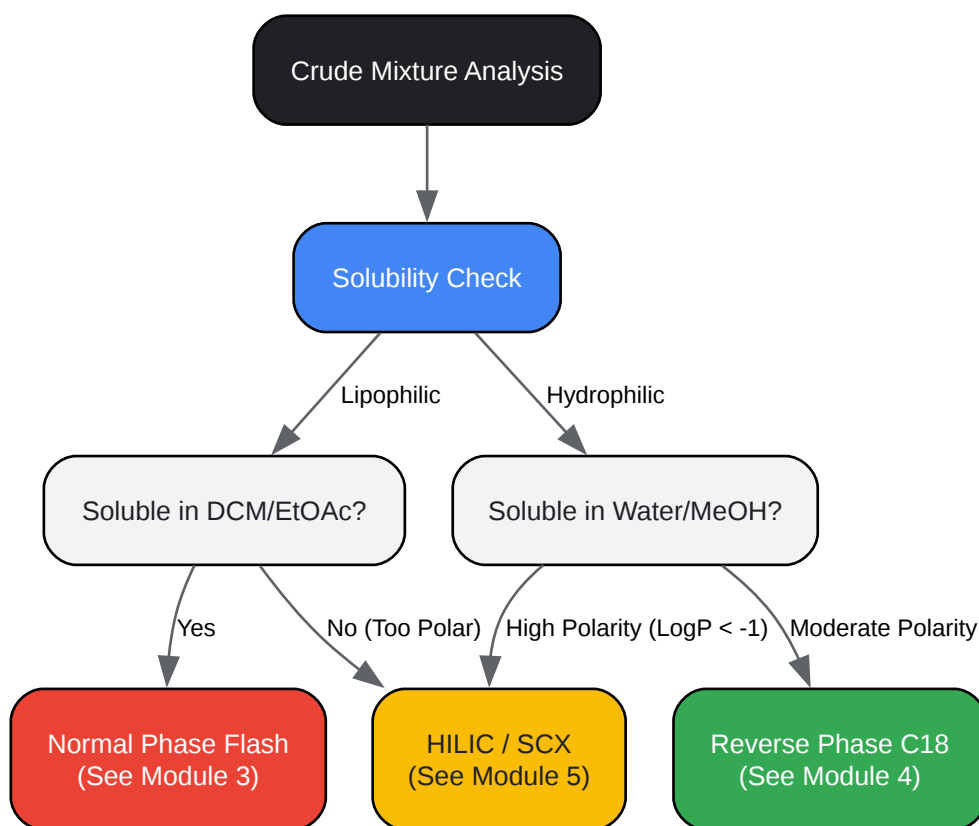 Crude Mixture Analysis
Solubility Check
Lipophilic
Hydrophilic
Soluble in DCM/EtOAc?
Soluble in Water/MeOH?
Yes
No (Too Polar)
High Polarity (LogP < -1)
Moderate Polarity
Normal Phase Flash
(See Module 3)
HILIC / SCX
(See Module 5)
Reverse Phase C18
(See Module 4)